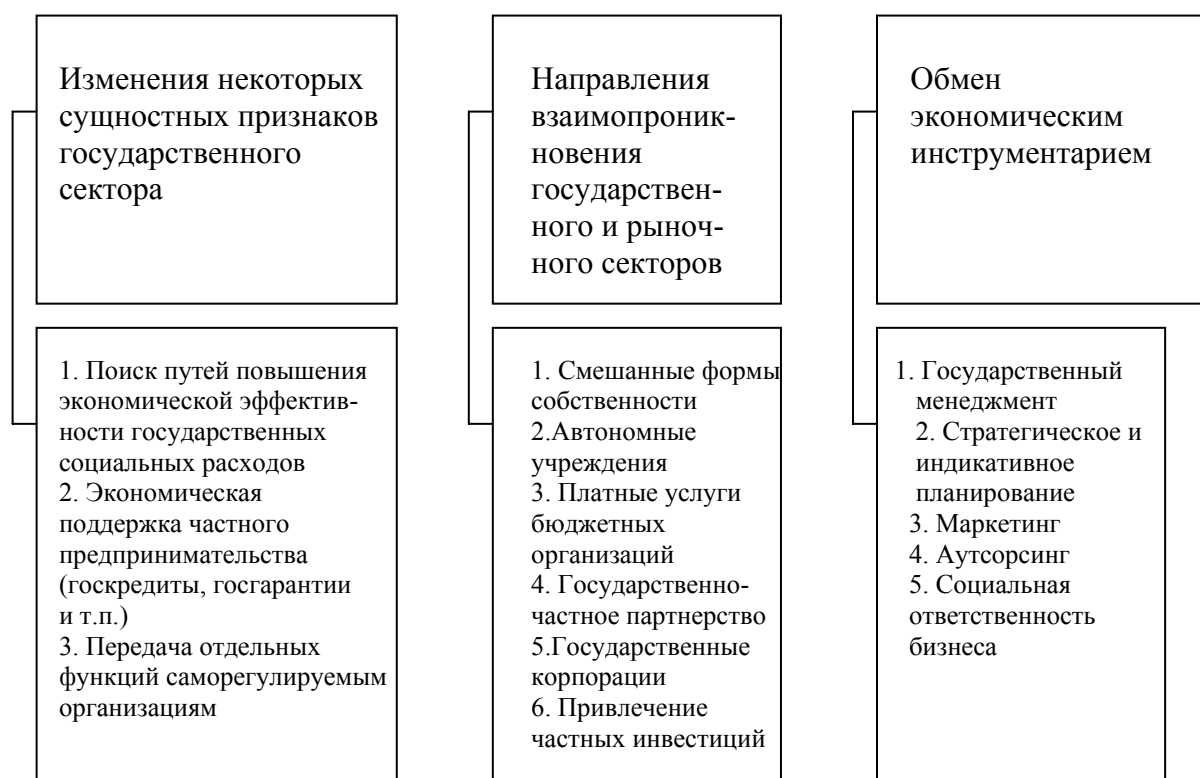 Изменения некоторых
сущностных признаков
государственного
сектора
1. Поиск путей повышения
экономической эффектив-
ности государственных
социальных расходов
2. Экономическая
поддержка частного
предпринимательства
(госкредиты, госгарантии
и т.п.)
3. Передача отдельных
функций саморегулируемым
организациям
Направления
взаимопроник-
новения
государствен-
ного и рыноч-
ного секторов
1. Смешанные формы
собственности
2.Автономные
учреждения
3. Платные услуги
бюджетных
организаций
4. Государственно-
частное партнерство
5.Государственные
корпорации
6. Привлечение
частных инвестиций
Обмен
экономическим
инструментарием
1. Государственный
менеджмент
2. Стратегическое и
индикативное
планирование
3. Маркетинг
4. Аутсорсинг
5. Социальная
ответственность
бизнеса